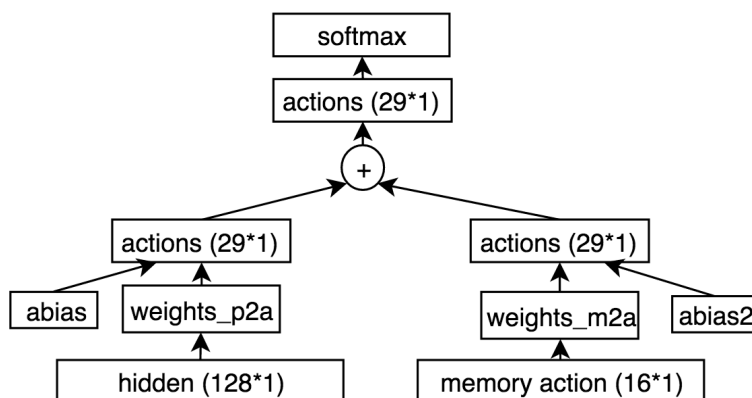 softmax
actions (29*1)
+
actions (29*1)
actions (29*1)
abias
weights_p2a
weights_m2a
abias2
hidden (128*1)
memory action (16*1)